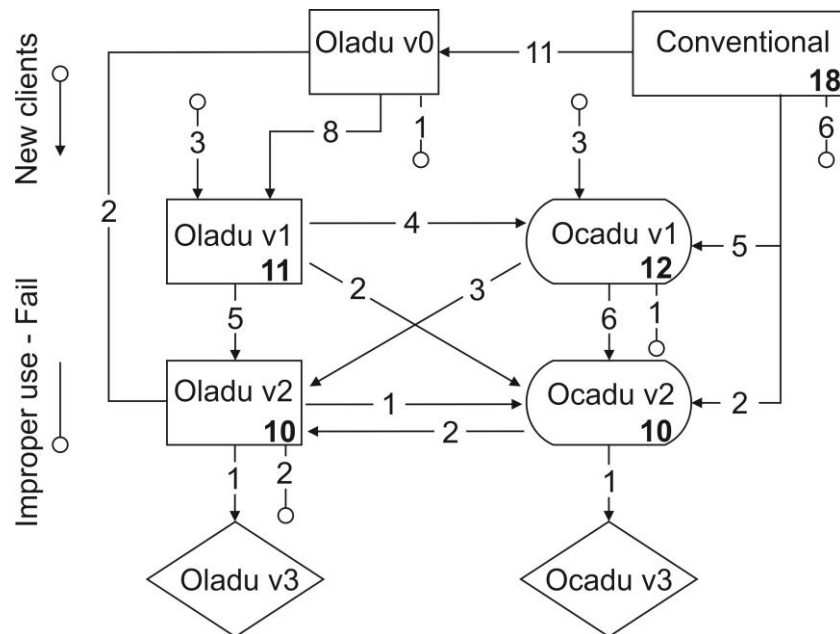 New clients
Improper use - Fail
Oladu v0
11
Conventional
18
6
3
8
1
3
2
Oladu v1
11
4
Ocadu v1
12
5
2
3
5
6
1
Oladu v2
10
1
2
Ocadu v2
10
2
1
2
1
Oladu v3
Ocadu v3